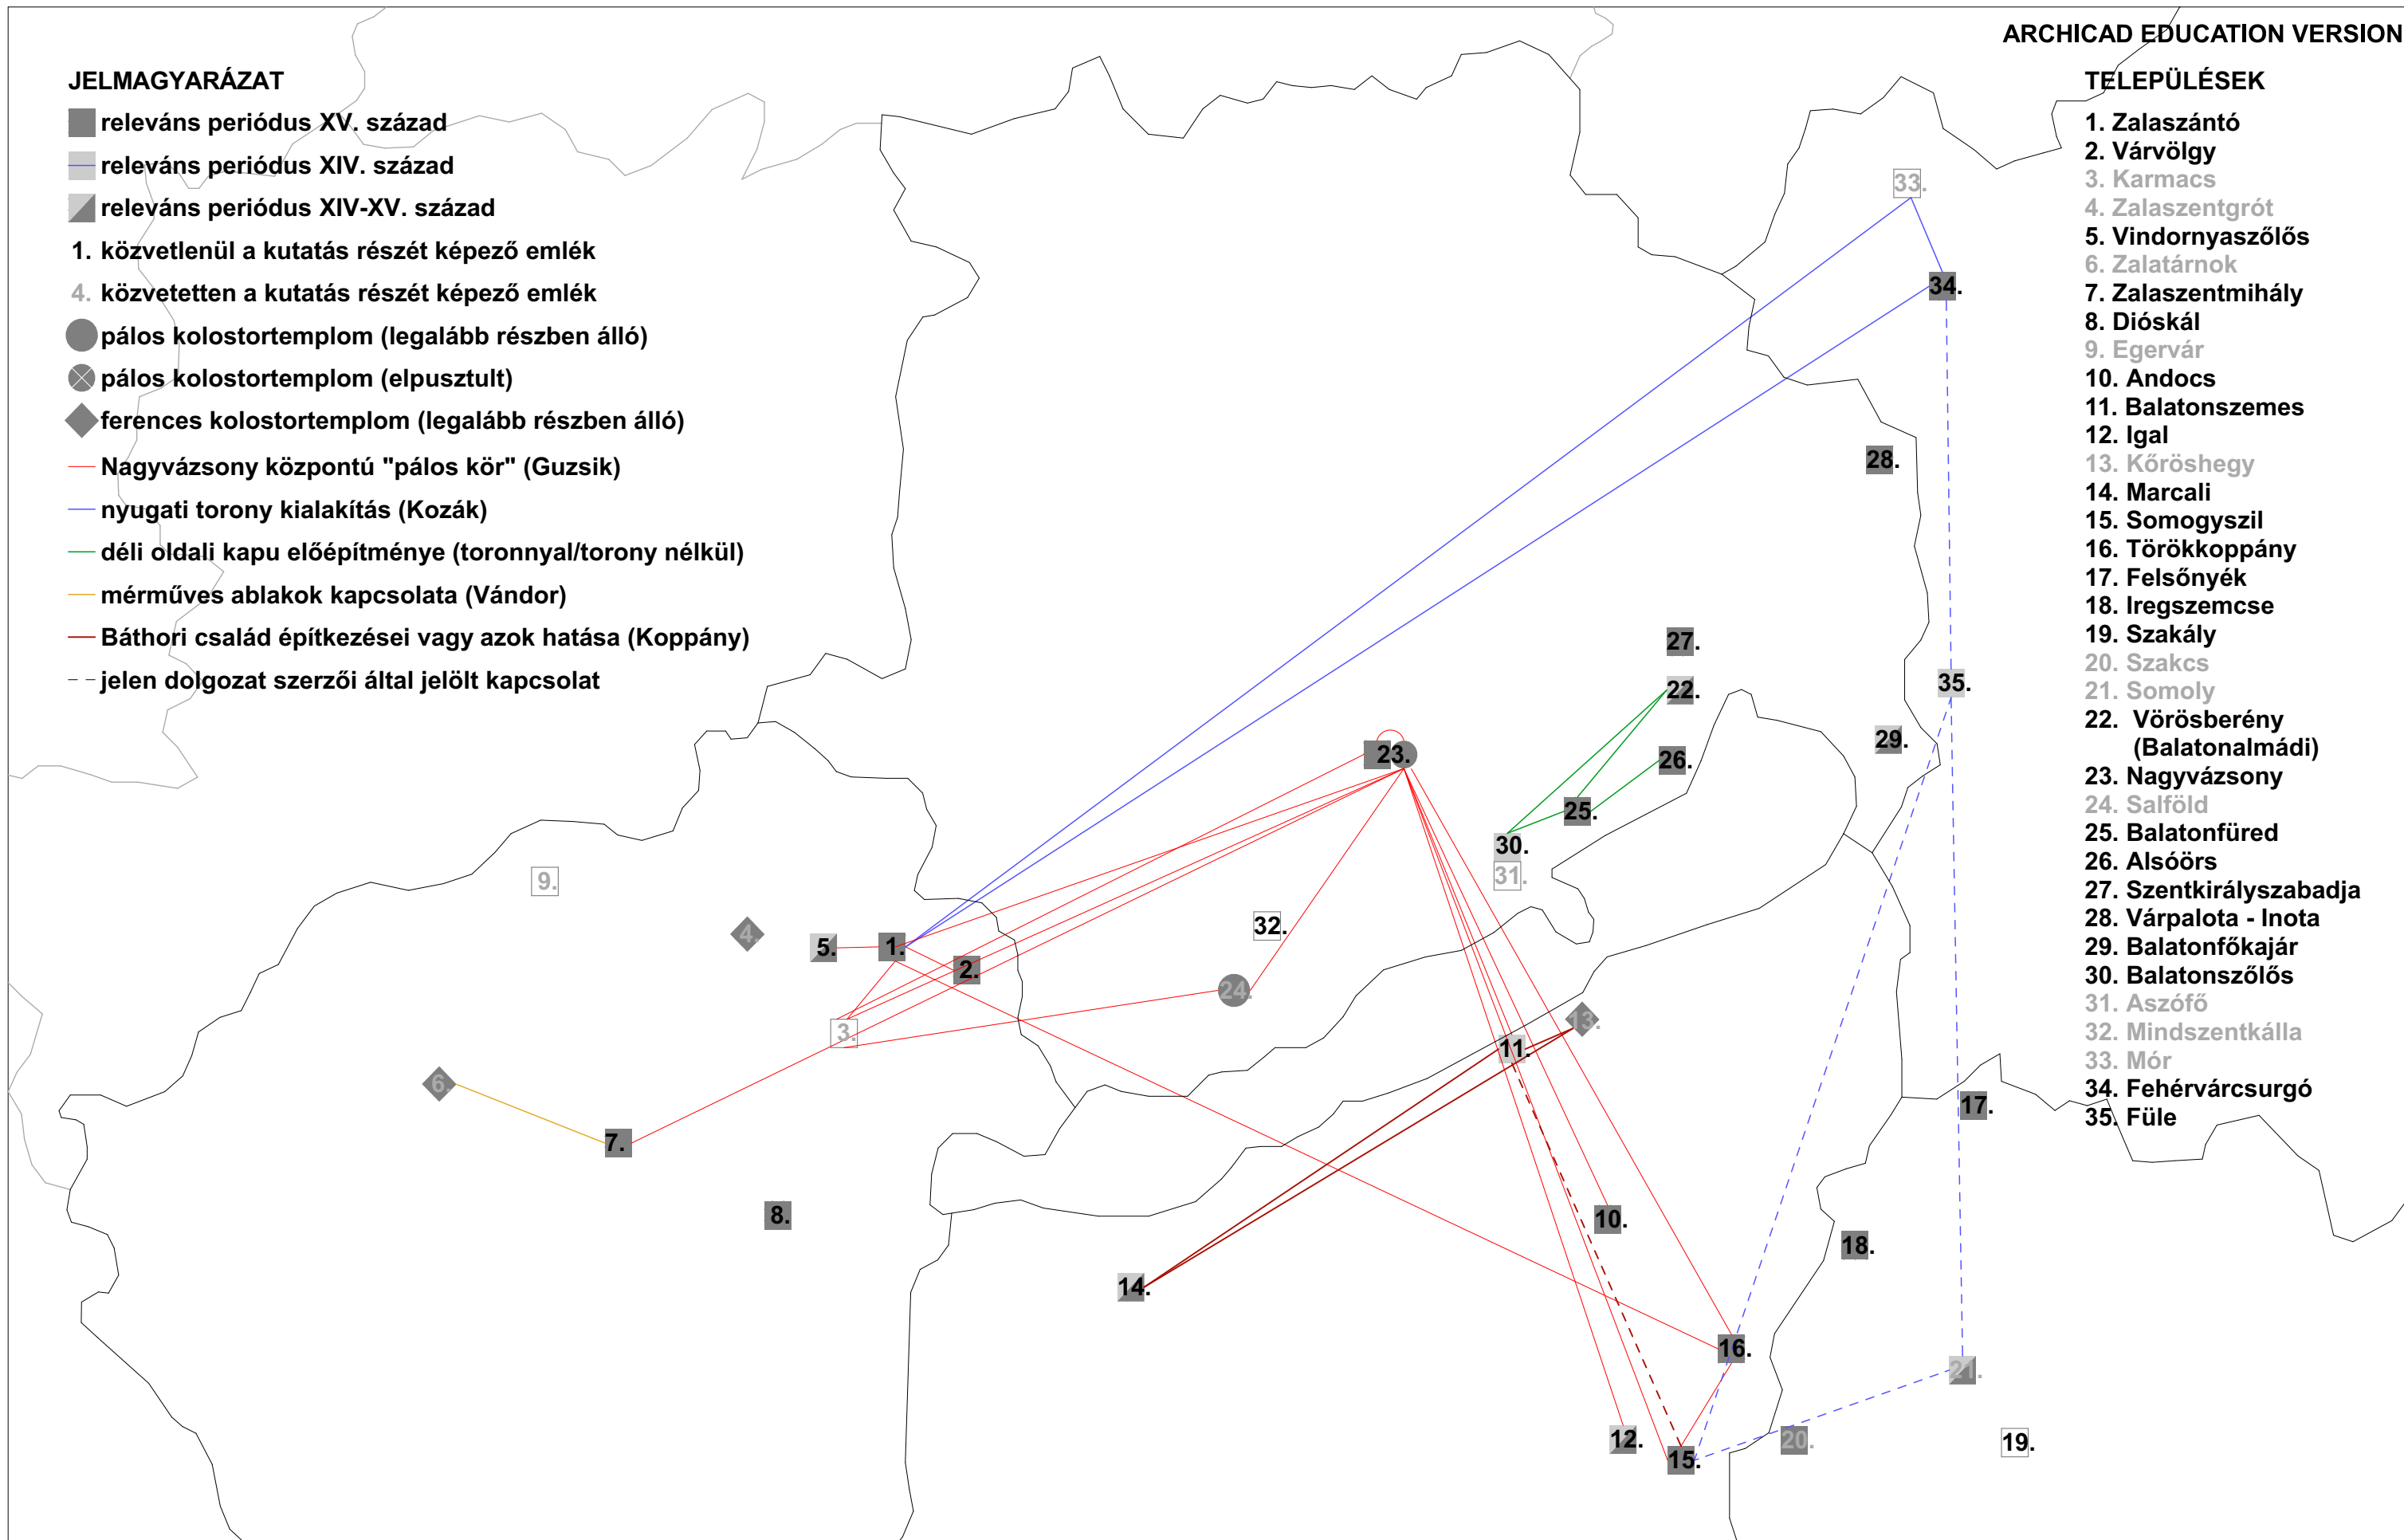 ARCHICAD EDUCATION VERSION
JELMAGYARÁZAT
releváns periódus XV. század
releváns periódus XIV. század
releváns periódus XIV-XV. század
1. közvetlenül a kutatás részét képező emlék
4. közvetetten a kutatás részét képező emlék
pálos kolostortemplom (legalább részben álló)
pálos kolostortemplom (elpusztult)
ferences kolostortemplom (legalább részben álló)
Nagyvázsony központú "pálos kör" (Guzsik)
nyugati torony kialakítás (Kozák)
déli oldali kapu előépítménye (toronnyal/torony nélkül)
mérműves ablakok kapcsolata (Vándor)
Báthori család építkezései vagy azok hatása (Koppány)
jelen dolgozat szerzői által jelölt kapcsolat
TELEPÜLÉSEK
1. Zalaszántó
2. Várvölgy
3. Karmacs
4. Zalaszentgrót
5. Vindornyaszőlős
6. Zalatárnok
7. Zalaszentmihály
8. Dióskál
9. Egervár
10. Andocs
11. Balatonszemes
12. Igal
13. Kőröshegy
14. Marcali
15. Somogyszil
16. Törökkoppány
17. Felsőnyék
18. Iregszemcse
19. Szakály
20. Szakcs
21. Somoly
22. Vörösberény
(Balatonalmádi)
23. Nagyvázsony
24. Salföld
25. Balatonfüred
26. Alsóörs
27. Szentkirályszabadja
28. Várpalota - Inota
29. Balatonfőkajár
30. Balatonszőlős
31. Aszófő
32. Mindszentkálla
33. Mór
34. Fehérvárcsurgó
35. Füle
33.
34.
28.
27.
22.
35.
29.
23.
26.
25.
30.
31.
9.
32.
4.
5.
1.
2.
24.
3.
13.
11.
6.
7.
17.
8.
10.
18.
14.
16.
21.
12.
15.
20.
19.